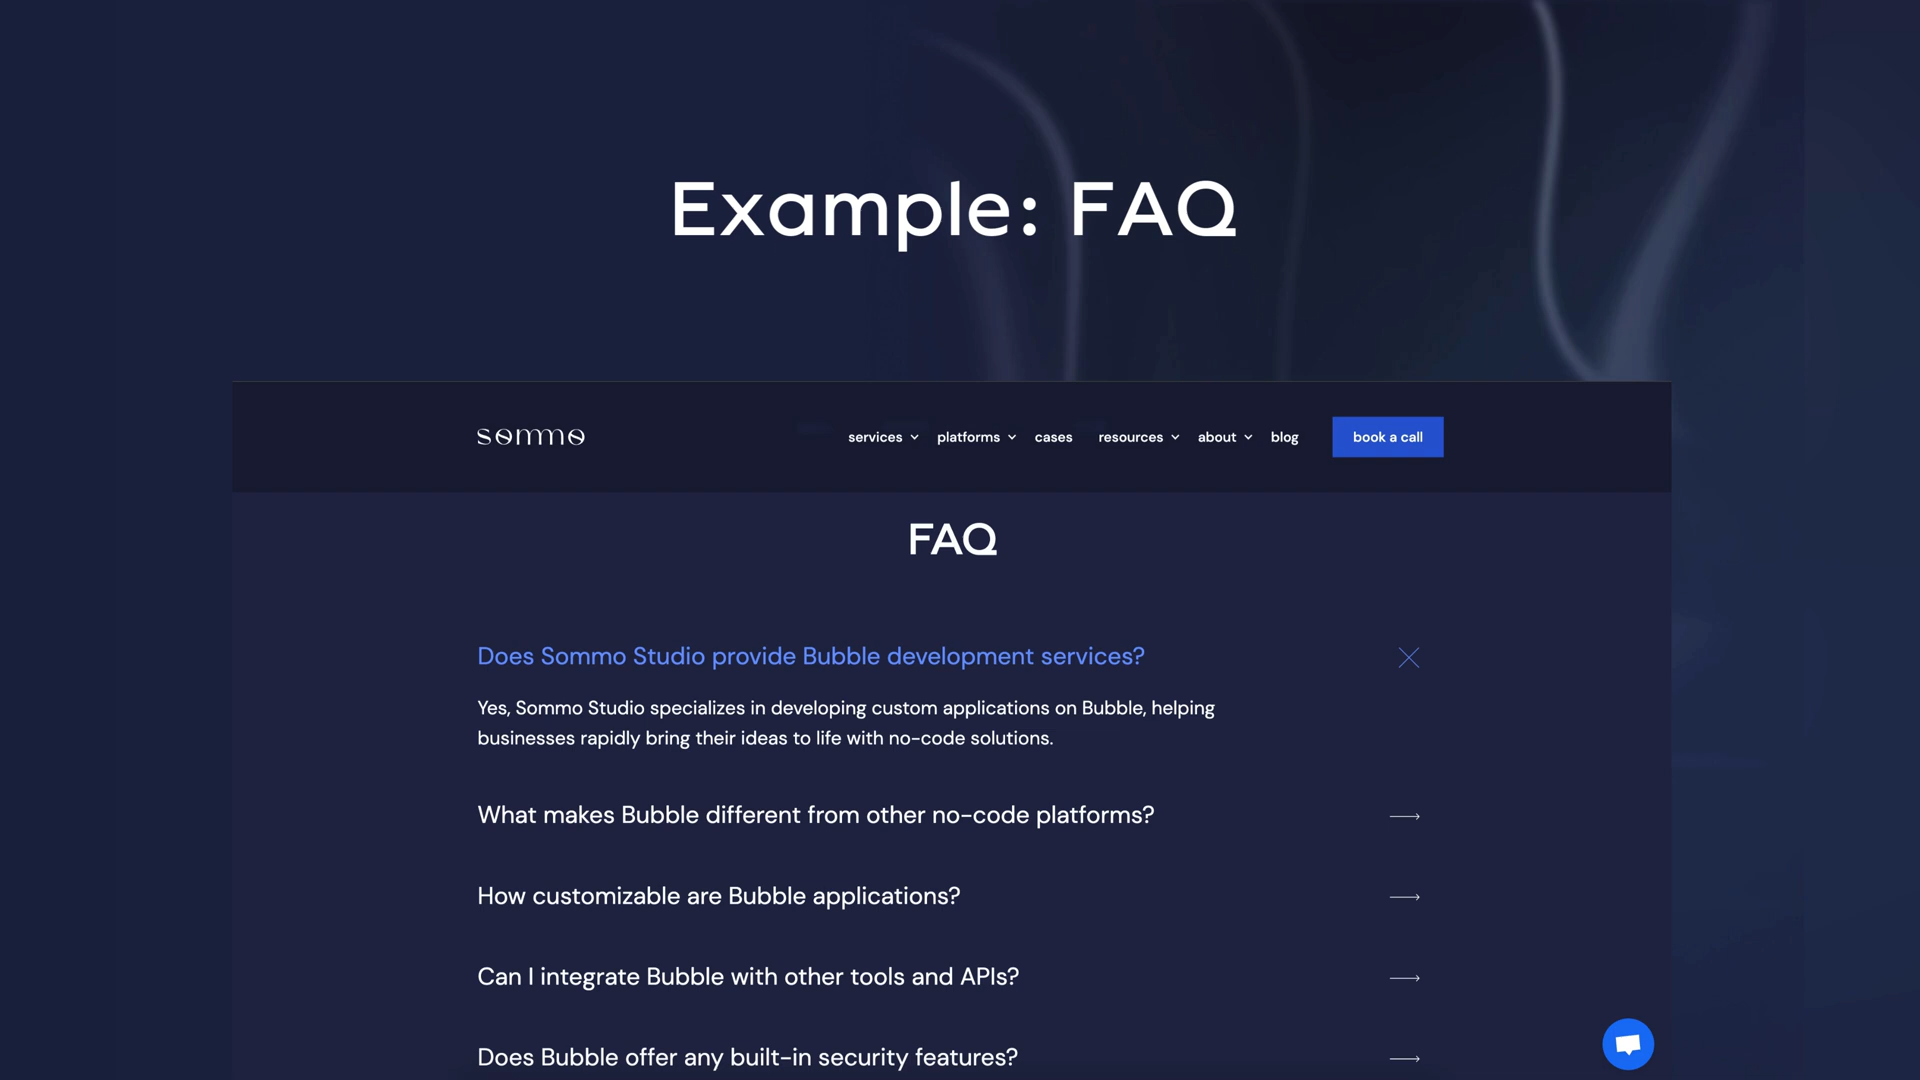 Example: FAQ
sommo
services platforms cases resources about blog book a call
FAQ
Does Sommo Studio provide Bubble development services?
Yes, Sommo Studio specializes in developing custom applications on Bubble, helping
businesses rapidly bring their ideas to life with no-code solutions.
What makes Bubble different from other no-code platforms?
How customizable are Bubble applications?
Can I integrate Bubble with other tools and APIs?
Does Bubble offer any built-in security features?